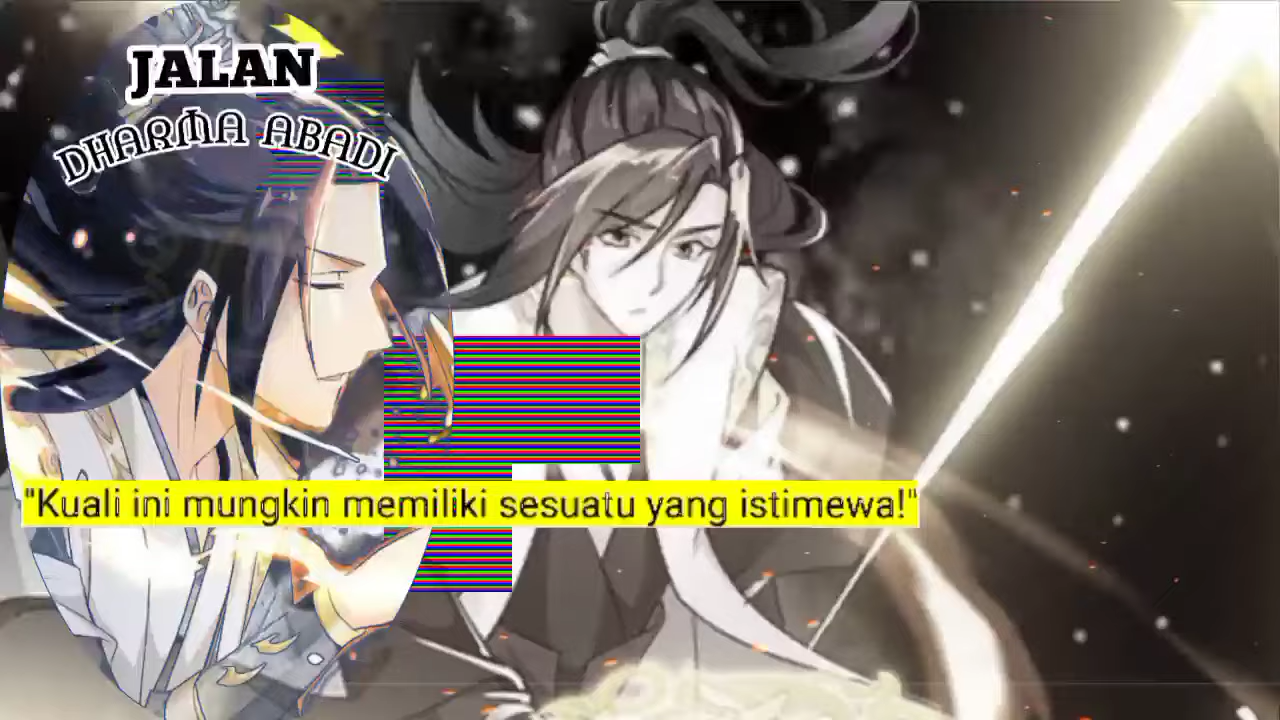 JALAN
DHARMA ABADI
"Kuali ini mungkin memiliki sesuatu yang istimewa!"